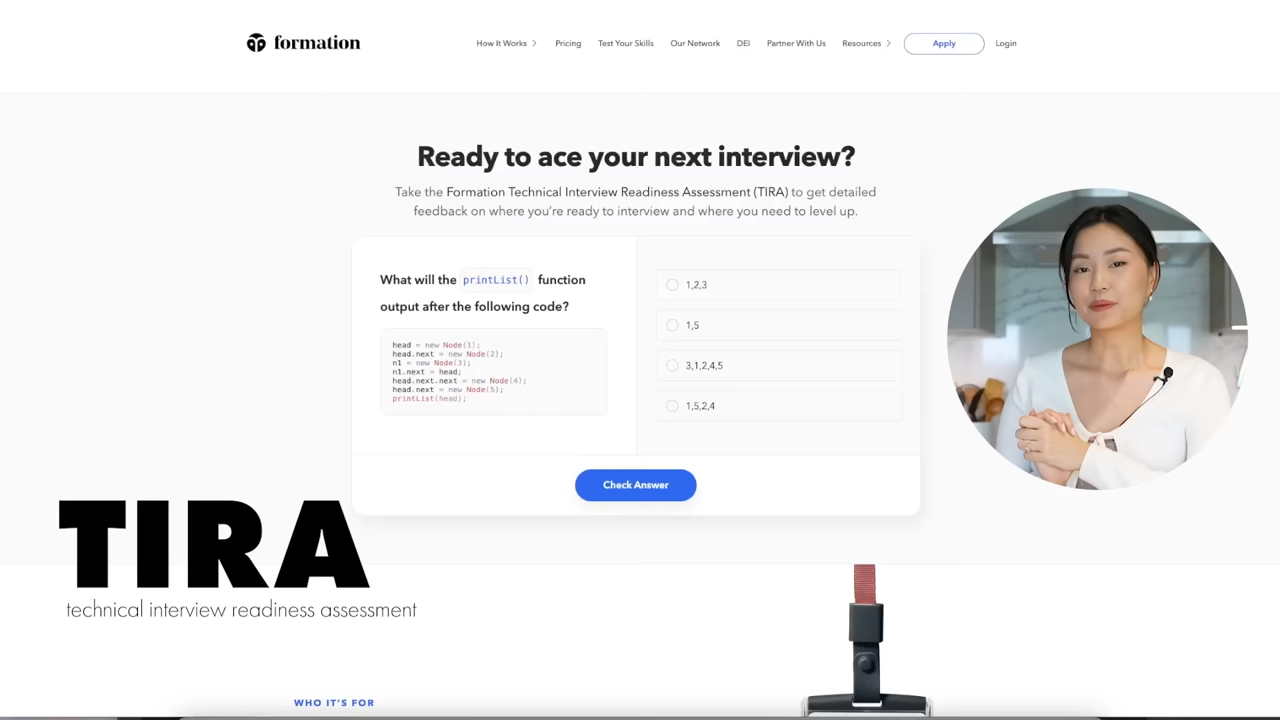 formation
How It Works
Pricing
Test Your Skills
Our Network
DEI
Partner With Us
Resources
Apply
Login
Ready to ace your next interview?
Take the Formation Technical Interview Readiness Assessment (TIRA) to get detailed
feedback on where you’re ready to interview and where you need to level up.
What will the printList() function
output after the following code?
head = new Node(1);
head.next = new Node(2);
n1 = new Node(3);
n1.next = head;
head.next.next = new Node(4);
head.next = new Node(5);
printList(head);
1,2,3
1,5
3,1,2,4,5
1,5,2,4
Check Answer
TIRA
technical interview readiness assessment
WHO IT’S FOR